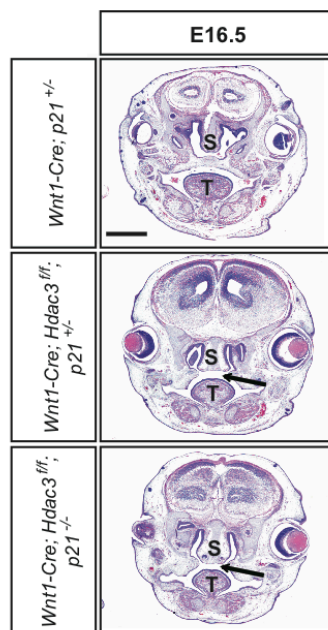 E16.5
Wnt1-Cre; p21+/-
S
T
Wnt1-Cre; Hdac3f/f;
p21+/-
S
T
Wnt1-Cre; Hdac3f/f;
p21-/-
S
T